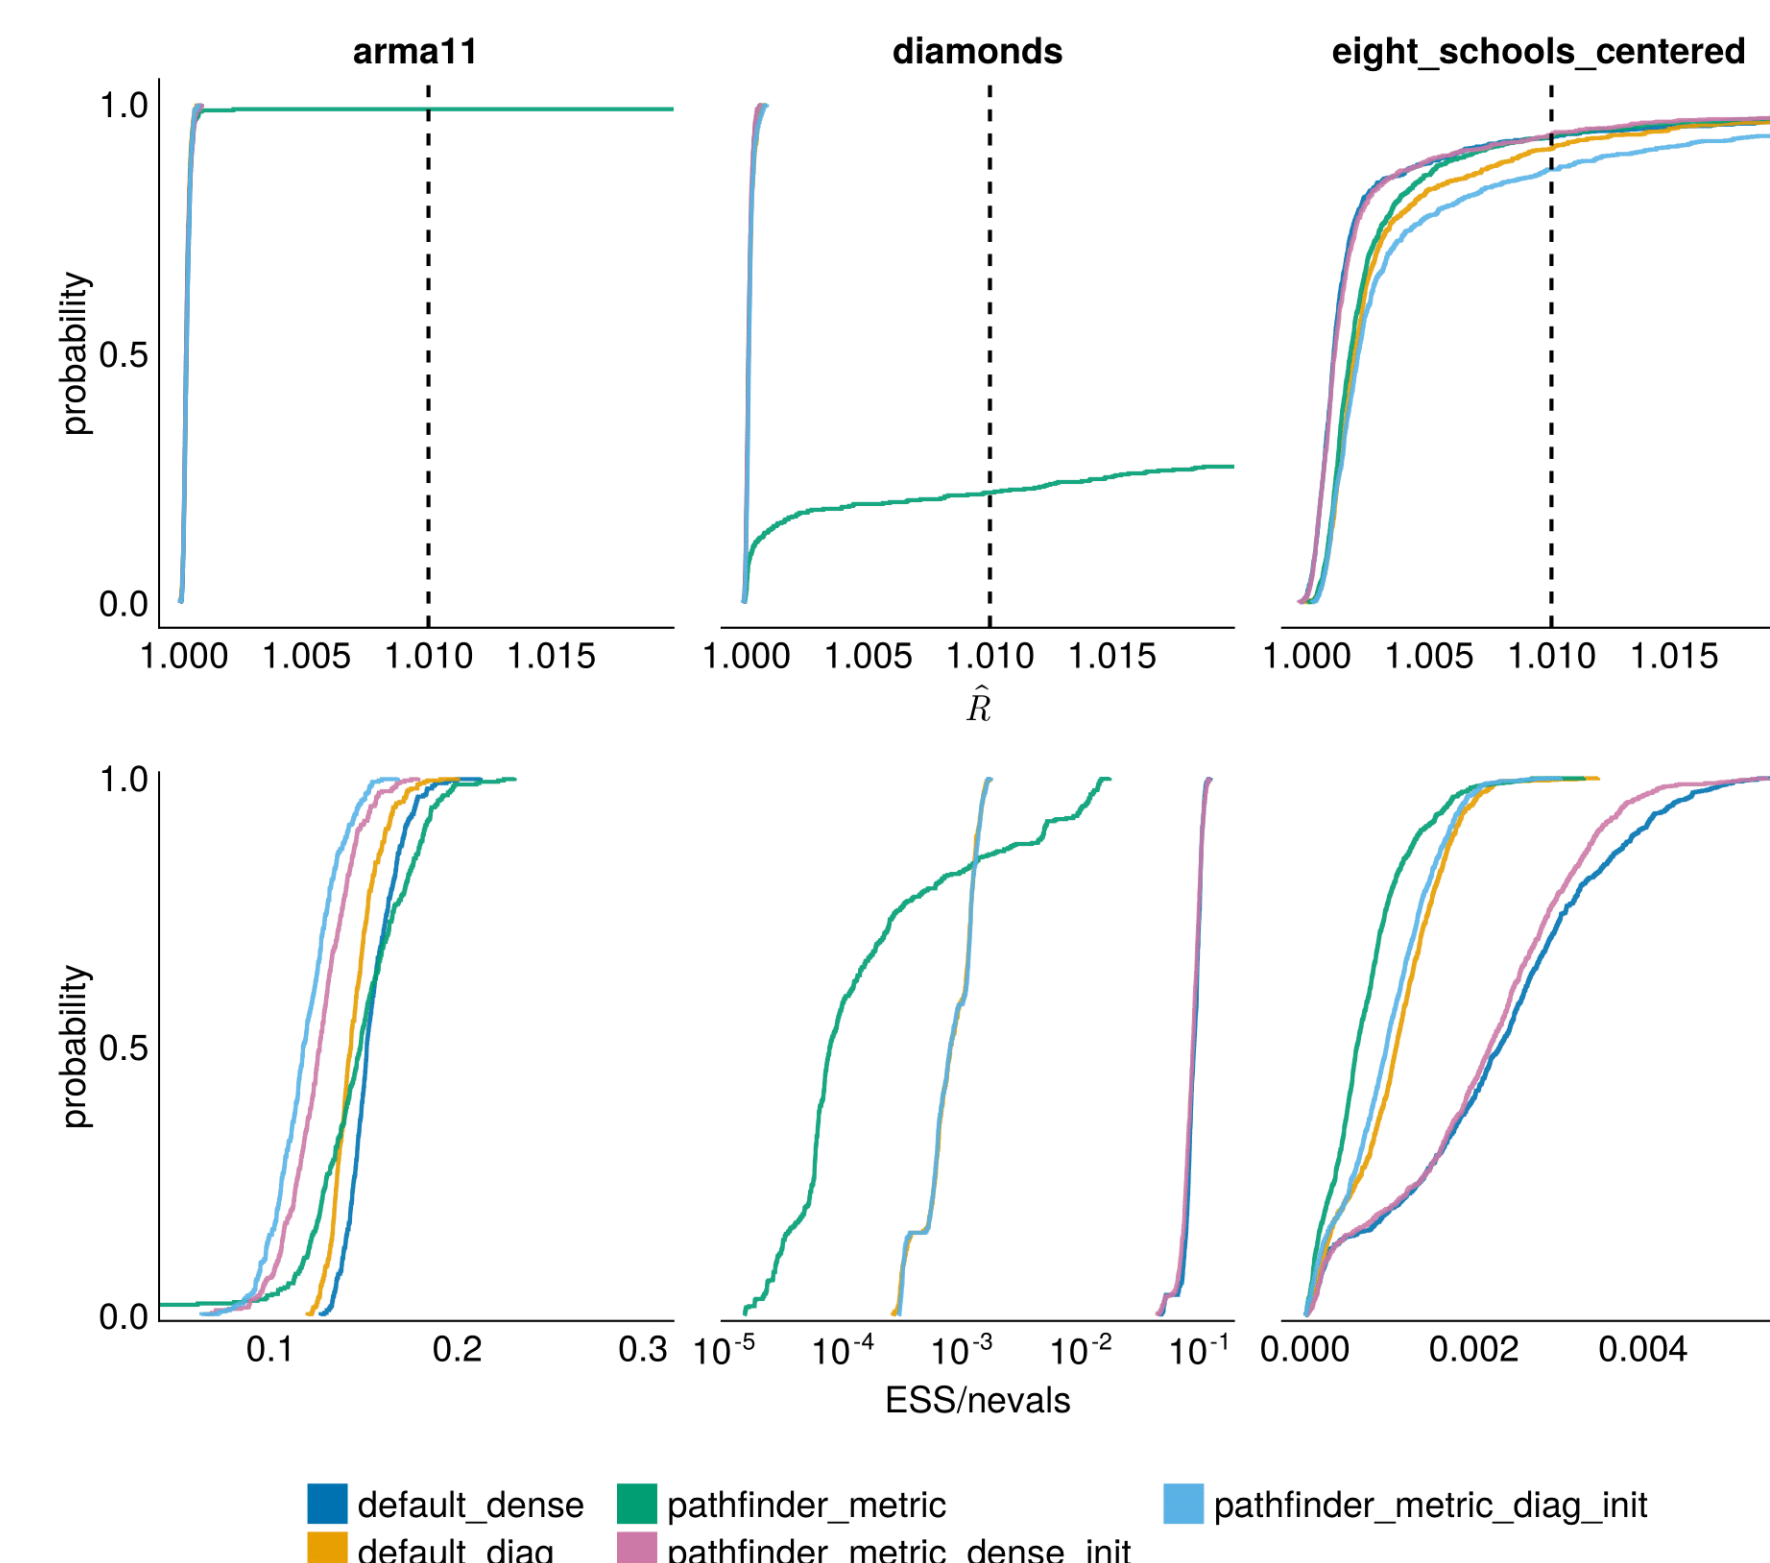 arma11 diamonds eight_schools_centered
1.0
0.5
0.0
probability
1.000 1.005 1.010 1.015 1.000 1.005 1.010 1.015 1.000 1.005 1.010 1.015
R̂
1.0
0.5
0.0
probability
0.1 0.2 0.3 10⁻⁵ 10⁻⁴ 10⁻³ 10⁻² 10⁻¹ 0.000 0.002 0.004
ESS/nevals
default_dense pathfinder_metric pathfinder_metric_diag_init
default_diag pathfinder_metric_dense_init